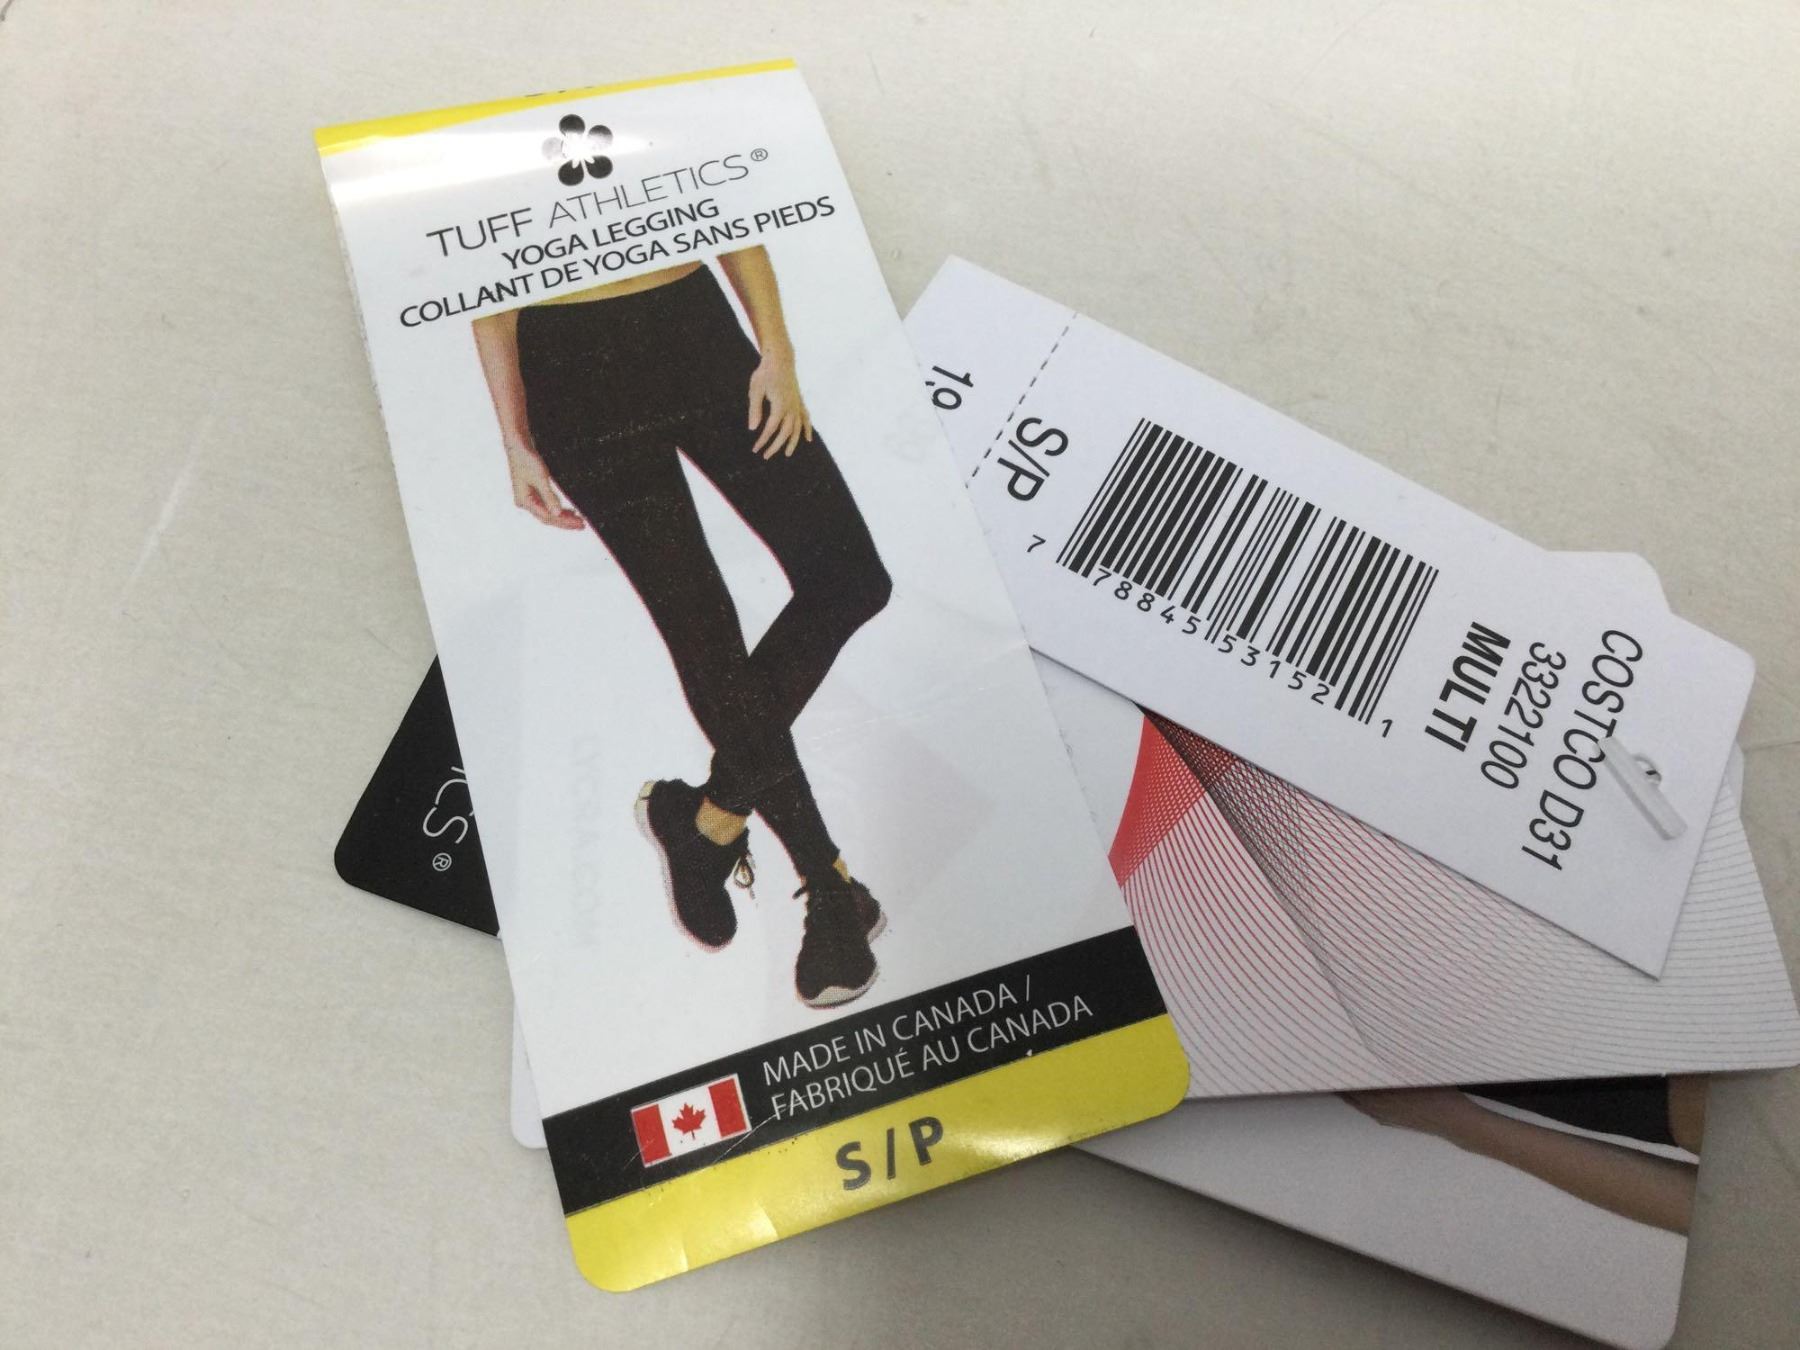 TUFF ATHLETICS®
YOGA LEGGING
COLLANT DE YOGA SANS PIEDS
MADE IN CANADA /
FABRIQUÉ AU CANADA
S / P
S/P
7 78845 53152 1
MULTI
3322100
COSTCO D31
ICS®